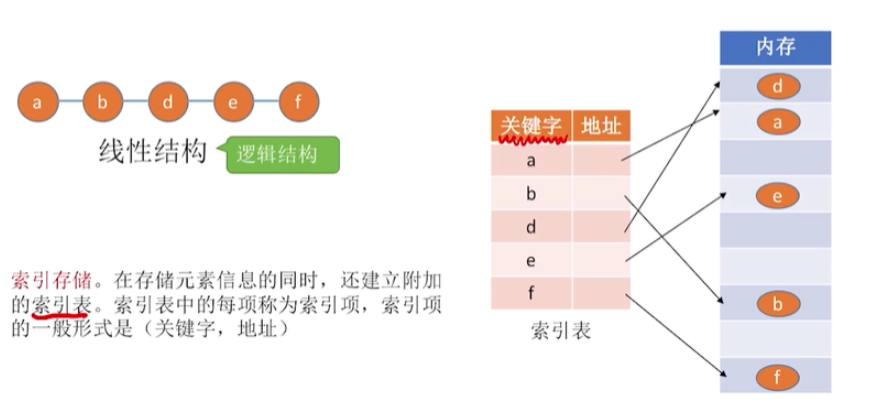 a b d e f
线性结构
逻辑结构
索引存储。在存储元素信息的同时，还建立附加
的索引表。索引表中的每项称为索引项，索引项
的一般形式是（关键字，地址）
关键字 地址
a
b
d
e
f
索引表
内存
d
a
e
b
f